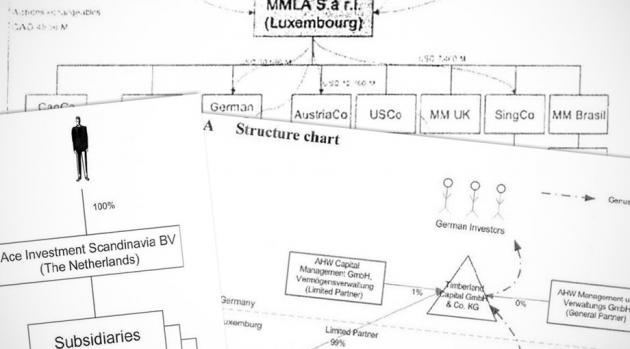 MMLA S.a r.l.
(Luxembourg)
CanCo
German
AustriaCo
USCo
MM UK
SingCo
MM Brasil
A Structure chart
100%
Ace Investment Scandinavia BV
(The Netherlands)
Subsidiaries
German Investors
AHW Capital
Management GmbH,
Vermögensverwaltung
(Limited Partner)
1%
Timberland
Capital GmbH
& Co. KG
0%
AHW Management u
Verwaltungs GmbH
(General Partner)
Germany
Luxemburg
Limited Partner
99%